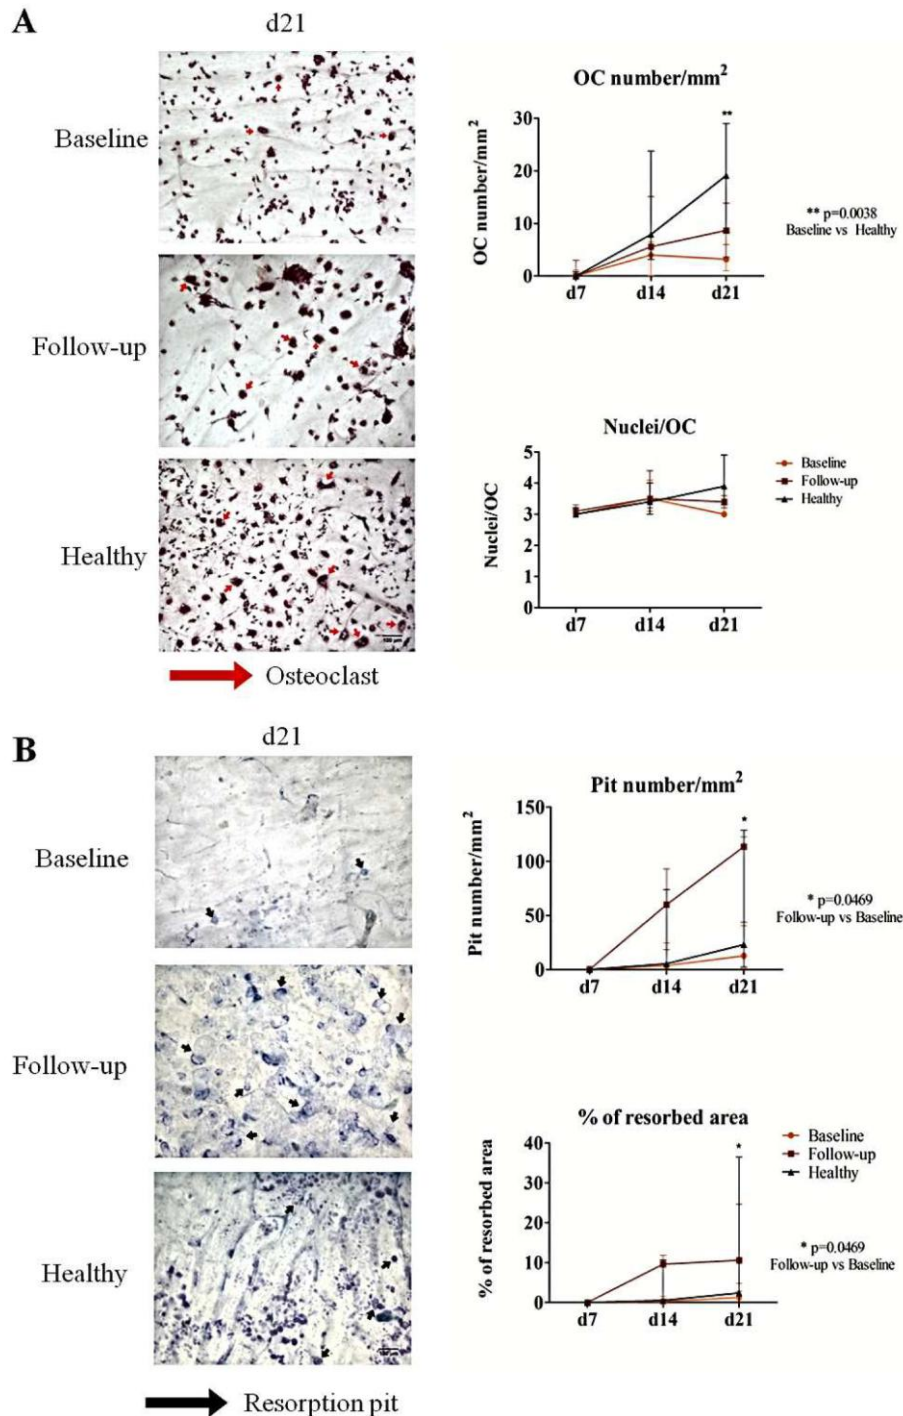 A
d21
Baseline
Follow-up
Healthy
Osteoclast
OC number/mm²
OC number/mm²
30
20
10
0
d7 d14 d21
**
** p=0.0038
Baseline vs Healthy
Nuclei/OC
Nuclei/OC
5
4
3
2
1
0
d7 d14 d21
Baseline
Follow-up
Healthy
B
d21
Baseline
Follow-up
Healthy
Resorption pit
Pit number/mm²
Pit number/mm²
150
100
50
0
d7 d14 d21
*
* p=0.0469
Follow-up vs Baseline
% of resorbed area
% of resorbed area
40
30
20
10
0
d7 d14 d21
*
Baseline
Follow-up
Healthy
* p=0.0469
Follow-up vs Baseline